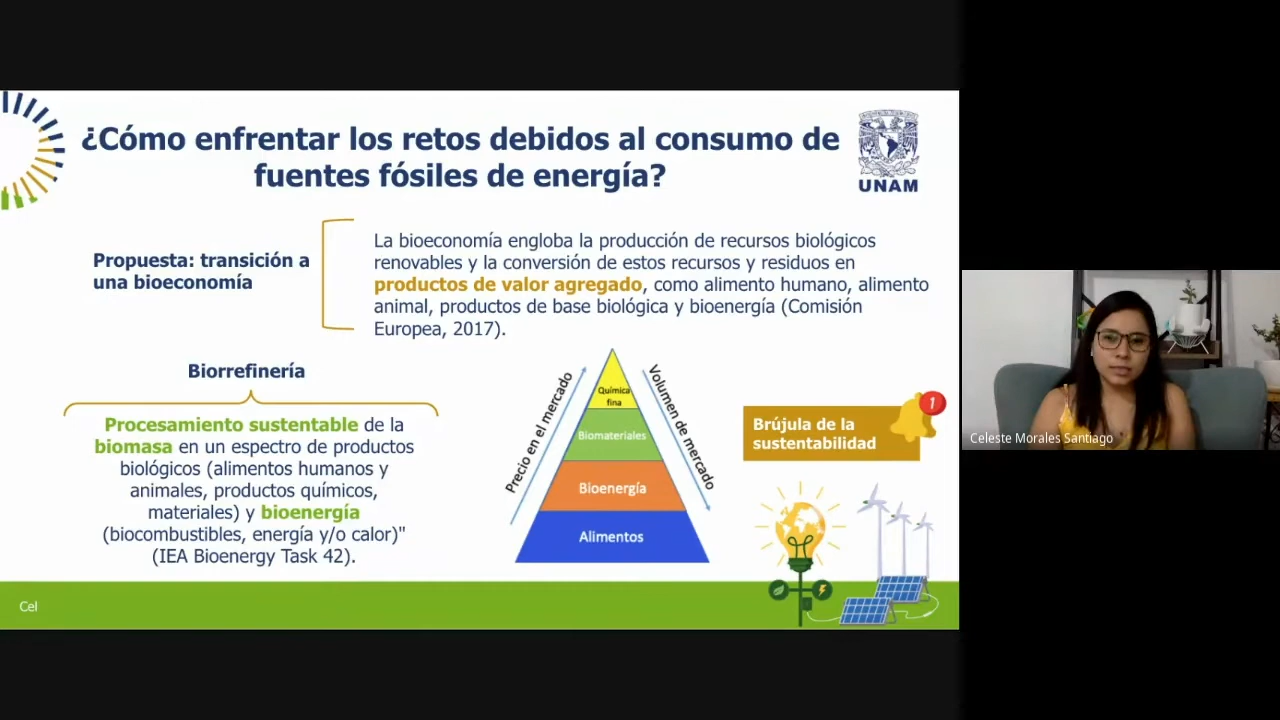 ¿Cómo enfrentar los retos debidos al consumo de
fuentes fósiles de energía?
UNAM
Propuesta: transición a
una bioeconomía
La bioeconomía engloba la producción de recursos biológicos
renovables y la conversión de estos recursos y residuos en
productos de valor agregado, como alimento humano, alimento
animal, productos de base biológica y bioenergía (Comisión
Europea, 2017).
Biorrefinería
Procesamiento sustentable de la
biomasa en un espectro de productos
biológicos (alimentos humanos y
animales, productos químicos,
materiales) y bioenergía
(biocombustibles, energía y/o calor)"
(IEA Bioenergy Task 42).
Precio en el mercado
Volumen de mercado
Química
fina
Biomateriales
Bioenergía
Alimentos
Brújula de la
sustentabilidad
1
Cel
Celeste Morales Santiago